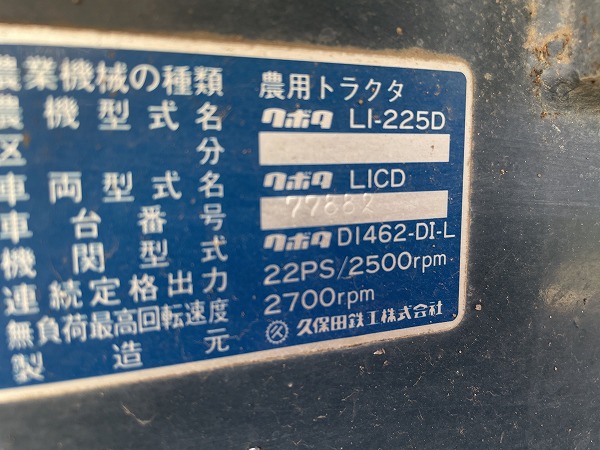 農業機械の種類 農用トラクタ
農機型式名 クボタ L1-225D
区分
車両型式名 クボタ L1CD
車台番号 77882
機関型式 クボタ D1462-DI-L
連続定格出力 22PS/2500rpm
無負荷最高回転速度 2700rpm
製造元 久保田鉄工株式会社